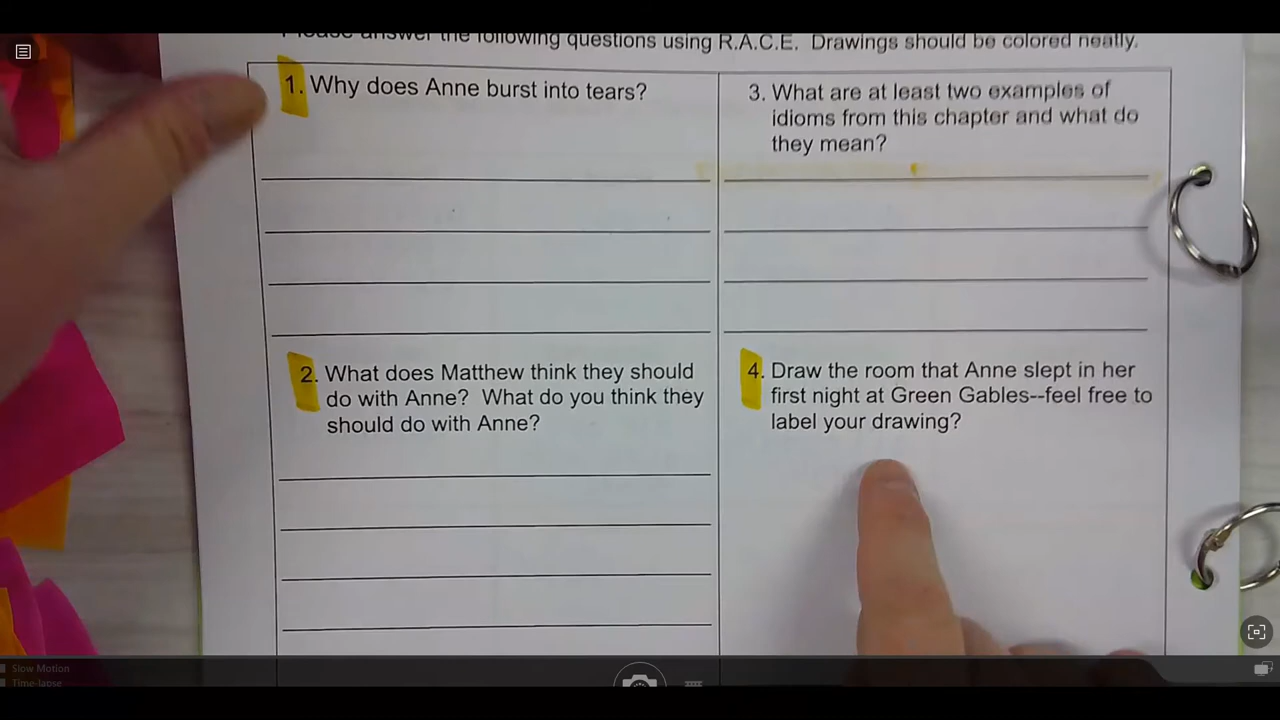 Please answer the following questions using R.A.C.E. Drawings should be colored neatly.
1. Why does Anne burst into tears?
2. What does Matthew think they should
do with Anne? What do you think they
should do with Anne?
3. What are at least two examples of
idioms from this chapter and what do
they mean?
4. Draw the room that Anne slept in her
first night at Green Gables--feel free to
label your drawing?
Slow Motion
Time-lapse